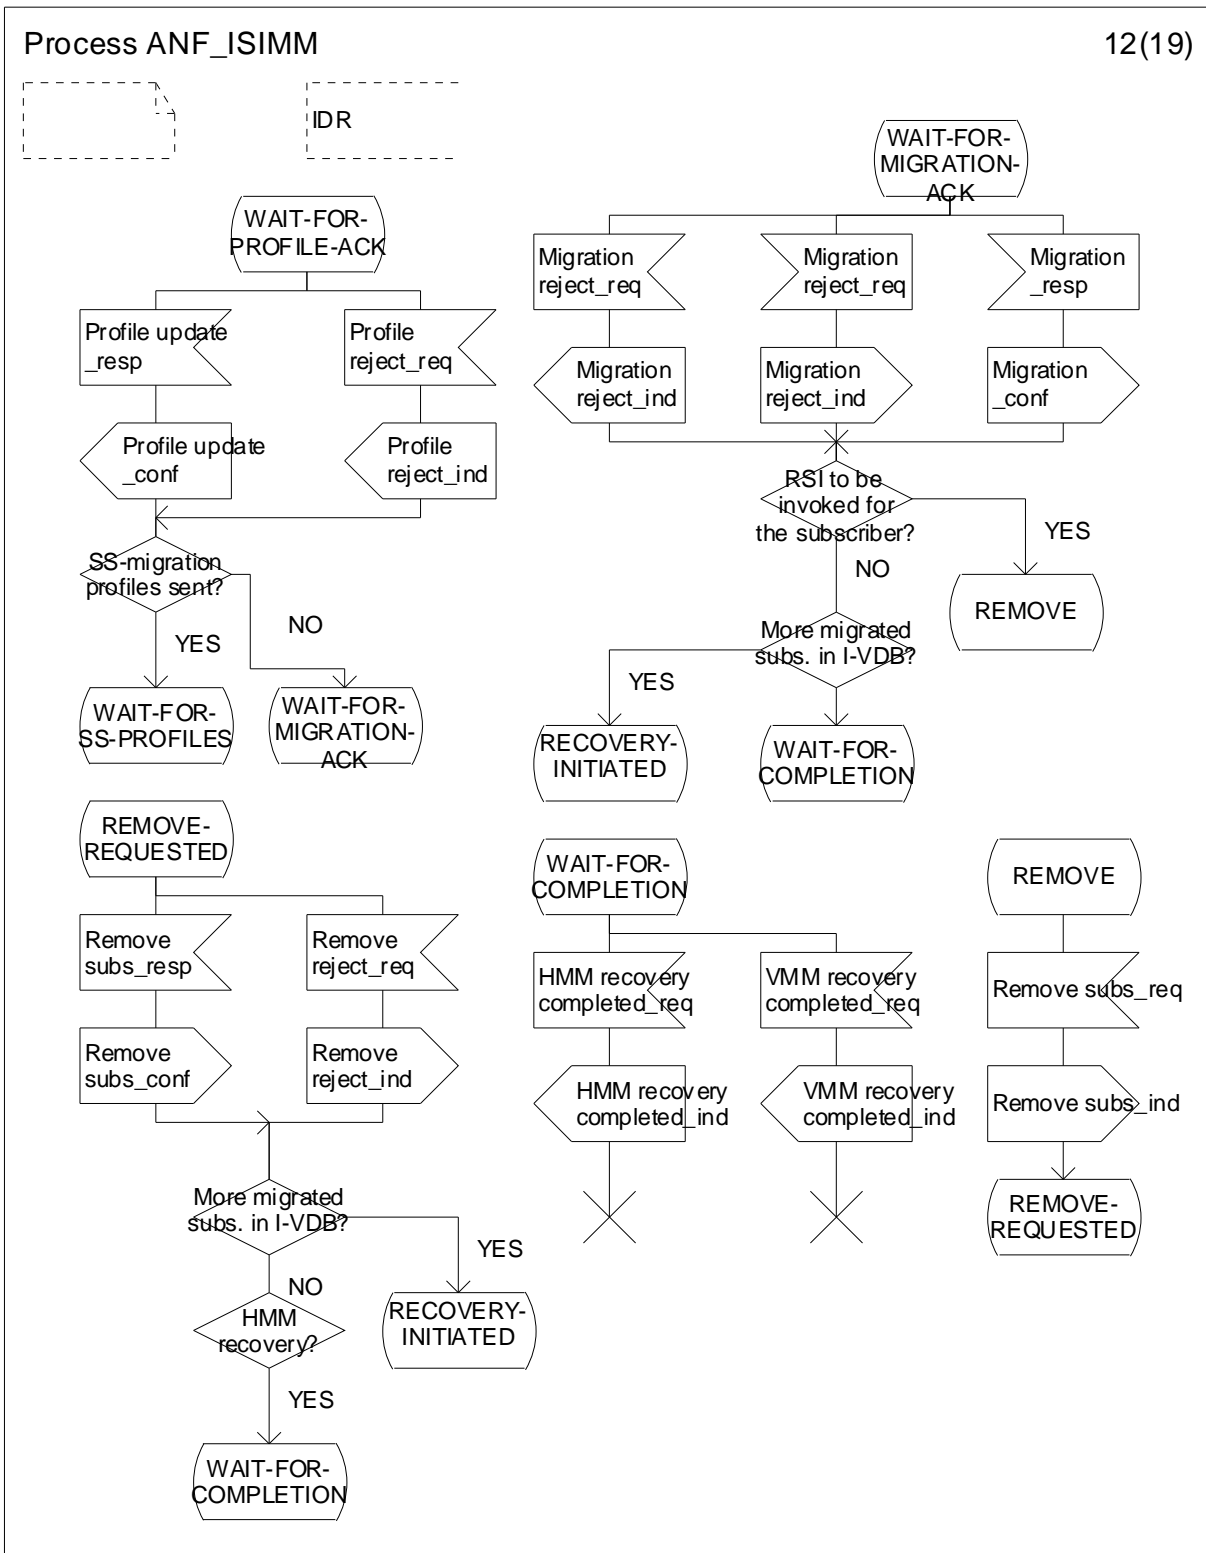 Process ANF_ISIMM
12(19)
IDR
WAIT-FOR-
PROFILE-ACK
Profile update
_resp
Profile
reject_req
Profile update
_conf
Profile
reject_ind
SS-migration
profiles sent?
YES
NO
WAIT-FOR-
SS-PROFILES
WAIT-FOR-
MIGRATION-
ACK
WAIT-FOR-
MIGRATION-
ACK
Migration
reject_req
Migration
reject_req
Migration
_resp
Migration
reject_ind
Migration
reject_ind
Migration
_conf
RSI to be
invoked for
the subscriber?
YES
NO
REMOVE
More migrated
subs. in I-VDB?
YES
RECOVERY-
INITIATED
WAIT-FOR-
COMPLETION
REMOVE-
REQUESTED
Remove
subs_resp
Remove
reject_req
Remove
subs_conf
Remove
reject_ind
More migrated
subs. in I-VDB?
YES
NO
HMM
recovery?
RECOVERY-
INITIATED
YES
WAIT-FOR-
COMPLETION
WAIT-FOR-
COMPLETION
HMM recovery
completed_req
VMM recovery
completed_req
HMM recovery
completed_ind
VMM recovery
completed_ind
REMOVE
Remove subs_req
Remove subs_ind
REMOVE-
REQUESTED